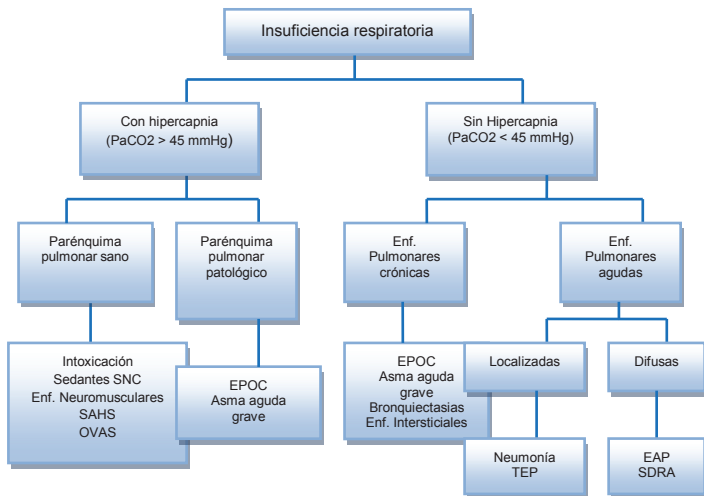 Insuficiencia respiratoria
Con hipercapnia
(PaCO2 > 45 mmHg)
Sin Hipercapnia
(PaCO2 < 45 mmHg)
Parénquima
pulmonar sano
Parénquima
pulmonar
patológico
Enf.
Pulmonares
crónicas
Enf.
Pulmonares
agudas
Intoxicación
Sedantes SNC
Enf. Neuromusculares
SAHS
OVAS
EPOC
Asma aguda
grave
EPOC
Asma aguda
grave
Bronquiectasias
Enf. Intersticiales
Localizadas
Difusas
Neumonía
TEP
EAP
SDRA